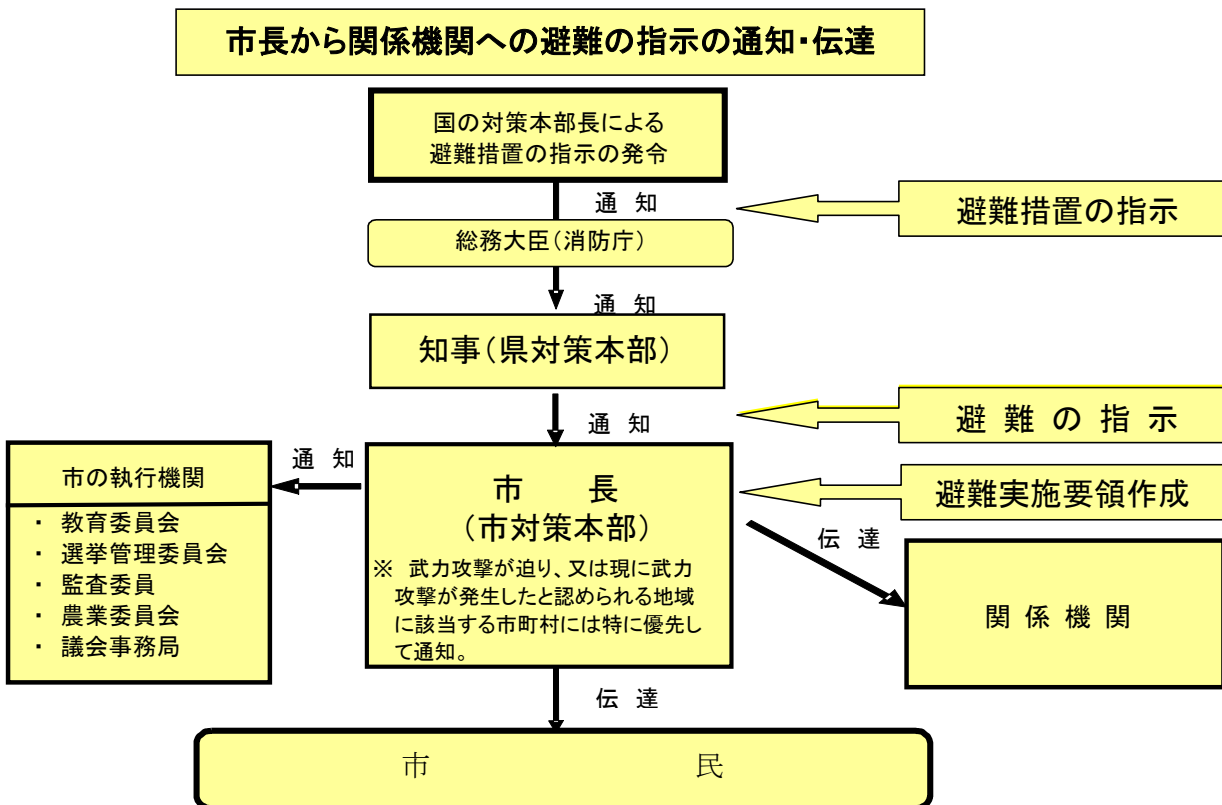 市長から関係機関への避難の指示の通知・伝達
国の対策本部長による
避難措置の指示の発令
通 知
避難措置の指示
総務大臣(消防庁)
通 知
知事(県対策本部)
避 難 の 指 示
通 知
市の執行機関
・ 教育委員会
・ 選挙管理委員会
・ 監査委員
・ 農業委員会
・ 議会事務局
通 知
市 長
(市対策本部)
※ 武力攻撃が迫り、又は現に武力
攻撃が発生したと認められる地域
に該当する市町村には特に優先し
て通知。
避難実施要領作成
伝 達
関 係 機 関
伝 達
市 民